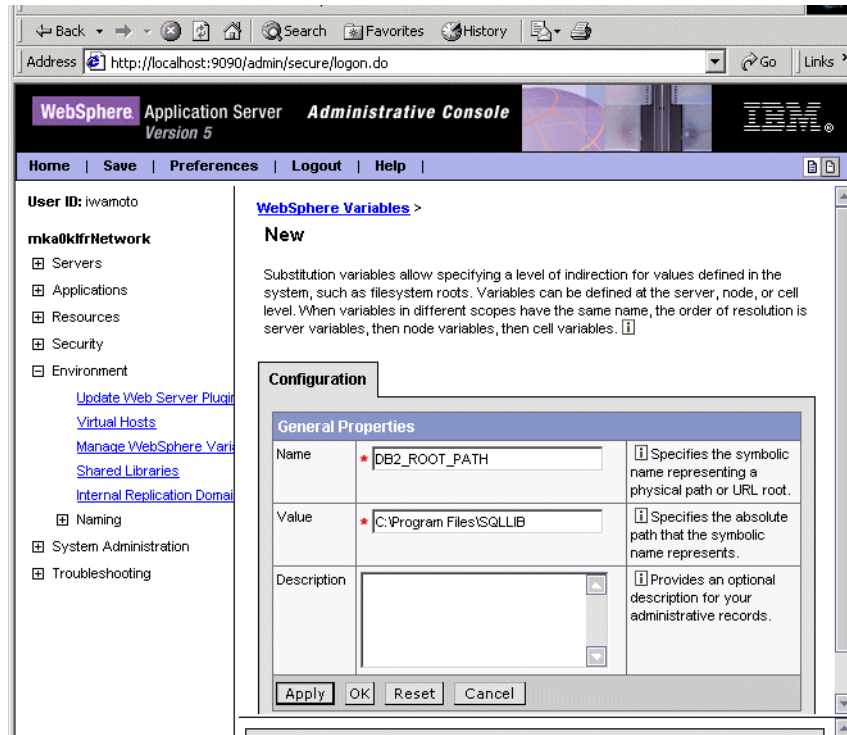 Back Search Favorites History
Address http://localhost:9090/admin/secure/logon.do Go Links
WebSphere Application Server Administrative Console
Version 5
IBM®
Home | Save | Preferences | Logout | Help |
User ID: iwamoto
mka0klfrNetwork
Servers
Applications
Resources
Security
Environment
Update Web Server Plugin
Virtual Hosts
Manage WebSphere Vari
Shared Libraries
Internal Replication Domai
Naming
System Administration
Troubleshooting
WebSphere Variables >
New
Substitution variables allow specifying a level of indirection for values defined in the
system, such as filesystem roots. Variables can be defined at the server, node, or cell
level. When variables in different scopes have the same name, the order of resolution is
server variables, then node variables, then cell variables. i
Configuration
General Properties
Name * DB2_ROOT_PATH
i Specifies the symbolic
name representing a
physical path or URL root.
Value * C:\Program Files\SQLLIB
i Specifies the absolute
path that the symbolic
name represents.
Description
i Provides an optional
description for your
administrative records.
Apply OK Reset Cancel